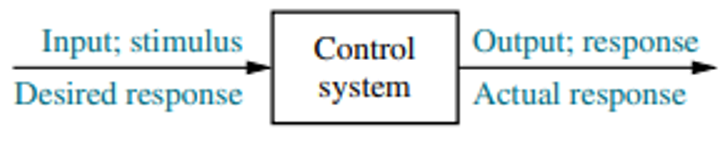 Input; stimulus
Desired response
Control
system
Output; response
Actual response